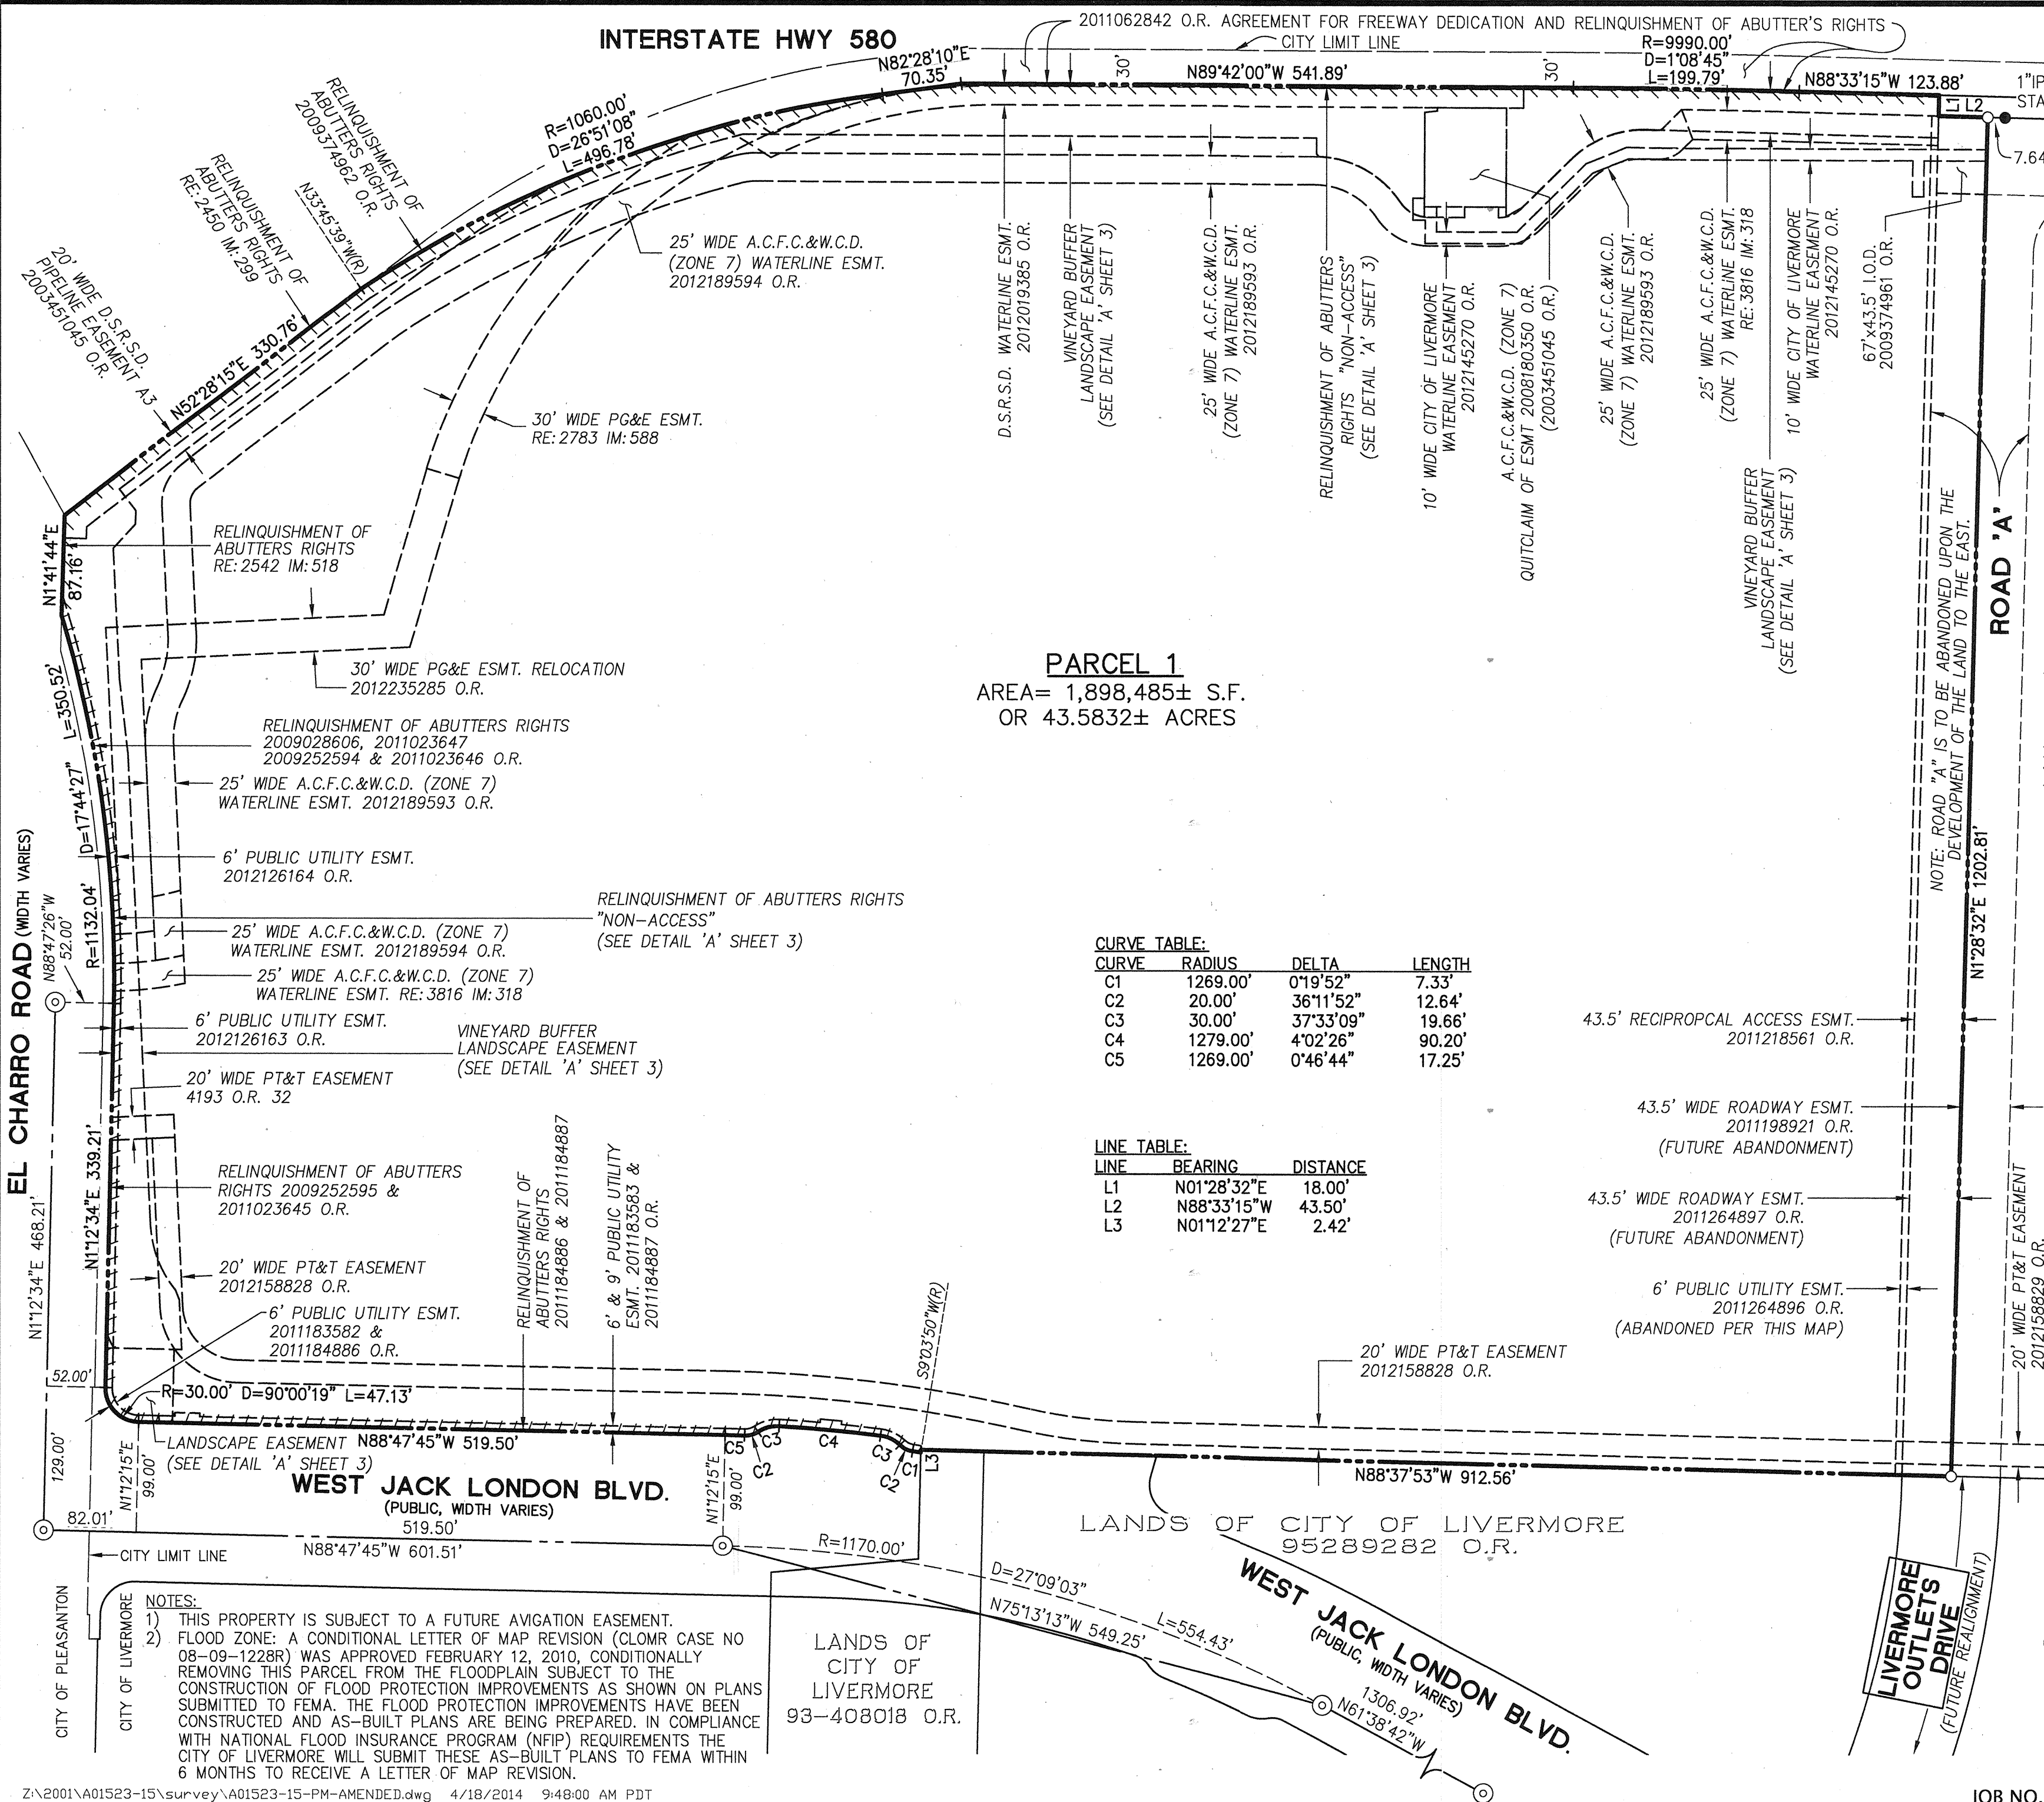 INTERSTATE HWY 580
2011062842 O.R. AGREEMENT FOR FREEWAY DEDICATION AND RELINQUISHMENT OF ABUTTER'S RIGHTS
CITY LIMIT LINE
N82°28'10"E
70.35'
30'
N89°42'00"W 541.89'
30'
R=9990.00'
D=1°08'45"
L=199.79'
N88°33'15"W 123.88'
L1
L2
7.64
R=1060.00'
D=26°51'08"
L=496.78'
RELINQUISHMENT OF
ABUTTERS RIGHTS
2009374962 O.R.
N33°45'39"W(R)
RELINQUISHMENT OF
ABUTTERS RIGHTS
RE: 2450 IM: 299
20' WIDE D.S.R.S.D.
PIPELINE EASEMENT A3
2003451045 O.R.
N52°28'15"E 330.76'
25' WIDE A.C.F.C.&W.C.D.
(ZONE 7) WATERLINE ESMT.
2012189594 O.R.
30' WIDE PG&E ESMT.
RE: 2783 IM: 588
D.S.R.S.D. WATERLINE ESMT.
2012019385 O.R.
VINEYARD BUFFER
LANDSCAPE EASEMENT
(SEE DETAIL 'A' SHEET 3)
25' WIDE A.C.F.C.&W.C.D.
(ZONE 7) WATERLINE ESMT.
2012189593 O.R.
RELINQUISHMENT OF ABUTTERS
RIGHTS "NON-ACCESS"
(SEE DETAIL 'A' SHEET 3)
10' WIDE CITY OF LIVERMORE
WATERLINE EASEMENT
2012145270 O.R.
A.C.F.C.&W.C.D. (ZONE 7)
QUITCLAIM OF ESMT 2008180350 O.R.
(2003451045 O.R.)
25' WIDE A.C.F.C.&W.C.D.
(ZONE 7) WATERLINE ESMT.
2012189593 O.R.
25' WIDE A.C.F.C.&W.C.D.
(ZONE 7) WATERLINE ESMT.
RE: 3816 IM: 318
VINEYARD BUFFER
LANDSCAPE EASEMENT
(SEE DETAIL 'A' SHEET 3)
10' WIDE CITY OF LIVERMORE
WATERLINE EASEMENT
2012145270 O.R.
67'x43.5' I.O.D.
2009374961 O.R.
NOTE: ROAD "A" IS TO BE ABANDONED UPON THE
DEVELOPMENT OF THE LAND TO THE EAST.
ROAD 'A'
N1°28'32"E 1202.81'
N1°41'44"E
87.16'
RELINQUISHMENT OF
ABUTTERS RIGHTS
RE: 2542 IM: 518
30' WIDE PG&E ESMT. RELOCATION
2012235285 O.R.
PARCEL 1
AREA= 1,898,485± S.F.
OR 43.5832± ACRES
L=350.52'
D=17°44'27"
R=1132.04'
RELINQUISHMENT OF ABUTTERS RIGHTS
2009028606, 2011023647
2009252594 & 2011023646 O.R.
25' WIDE A.C.F.C.&W.C.D. (ZONE 7)
WATERLINE ESMT. 2012189593 O.R.
6' PUBLIC UTILITY ESMT.
2012126164 O.R.
EL CHARRO ROAD (WIDTH VARIES)
N88°47'26"W
52.00'
RELINQUISHMENT OF ABUTTERS RIGHTS
"NON-ACCESS"
(SEE DETAIL 'A' SHEET 3)
25' WIDE A.C.F.C.&W.C.D. (ZONE 7)
WATERLINE ESMT. 2012189594 O.R.
25' WIDE A.C.F.C.&W.C.D. (ZONE 7)
WATERLINE ESMT. RE: 3816 IM: 318
6' PUBLIC UTILITY ESMT.
2012126163 O.R.
VINEYARD BUFFER
LANDSCAPE EASEMENT
(SEE DETAIL 'A' SHEET 3)
20' WIDE PT&T EASEMENT
4193 O.R. 32
CURVE TABLE:
CURVE RADIUS DELTA LENGTH
C1 1269.00' 0°19'52" 7.33'
C2 20.00' 36°11'52" 12.64'
C3 30.00' 37°33'09" 19.66'
C4 1279.00' 4°02'26" 90.20'
C5 1269.00' 0°46'44" 17.25'
LINE TABLE:
LINE BEARING DISTANCE
L1 N01°28'32"E 18.00'
L2 N88°33'15"W 43.50'
L3 N01°12'27"E 2.42'
43.5' RECIPROPCAL ACCESS ESMT.
2011218561 O.R.
43.5' WIDE ROADWAY ESMT.
2011198921 O.R.
(FUTURE ABANDONMENT)
43.5' WIDE ROADWAY ESMT.
2011264897 O.R.
(FUTURE ABANDONMENT)
6' PUBLIC UTILITY ESMT.
2011264896 O.R.
(ABANDONED PER THIS MAP)
20' WIDE PT&T EASEMENT
2012158829 O.R.
N1°12'34"E 468.21'
N1°12'34"E 339.21'
RELINQUISHMENT OF ABUTTERS
RIGHTS 2009252595 &
2011023645 O.R.
20' WIDE PT&T EASEMENT
2012158828 O.R.
6' PUBLIC UTILITY ESMT.
2011183582 &
2011184886 O.R.
RELINQUISHMENT OF
ABUTTERS RIGHTS
2011184886 & 2011184887
6' & 9' PUBLIC UTILITY
ESMT. 2011183583 &
2011184887 O.R.
S9°03'50"W(R)
20' WIDE PT&T EASEMENT
2012158828 O.R.
52.00'
R=30.00' D=90°00'19" L=47.13'
129.00'
LANDSCAPE EASEMENT
(SEE DETAIL 'A' SHEET 3)
N88°47'45"W 519.50'
N1°12'15"E
99.00'
C5
C3
C2
C4
C3
C2
C1
L3
N1°12'15"E
99.00'
N88°37'53"W 912.56'
WEST JACK LONDON BLVD.
(PUBLIC, WIDTH VARIES)
82.01'
519.50'
N88°47'45"W 601.51'
CITY LIMIT LINE
R=1170.00'
D=27°09'03"
L=554.43'
N75°13'13"W 549.25'
LANDS OF CITY OF LIVERMORE
95289282 O.R.
WEST JACK LONDON BLVD.
(PUBLIC, WIDTH VARIES)
1306.92'
N61°38'42"W
LIVERMORE
OUTLETS
DRIVE
(FUTURE REALIGNMENT)
LANDS OF
CITY OF
LIVERMORE
93-408018 O.R.
CITY OF PLEASANTON
CITY OF LIVERMORE
NOTES:
1) THIS PROPERTY IS SUBJECT TO A FUTURE AVIGATION EASEMENT.
2) FLOOD ZONE: A CONDITIONAL LETTER OF MAP REVISION (CLOMR CASE NO
08-09-1228R) WAS APPROVED FEBRUARY 12, 2010, CONDITIONALLY
REMOVING THIS PARCEL FROM THE FLOODPLAIN SUBJECT TO THE
CONSTRUCTION OF FLOOD PROTECTION IMPROVEMENTS AS SHOWN ON PLANS
SUBMITTED TO FEMA. THE FLOOD PROTECTION IMPROVEMENTS HAVE BEEN
CONSTRUCTED AND AS-BUILT PLANS ARE BEING PREPARED. IN COMPLIANCE
WITH NATIONAL FLOOD INSURANCE PROGRAM (NFIP) REQUIREMENTS THE
CITY OF LIVERMORE WILL SUBMIT THESE AS-BUILT PLANS TO FEMA WITHIN
6 MONTHS TO RECEIVE A LETTER OF MAP REVISION.
Z:\2001\A01523-15\survey\A01523-15-PM-AMENDED.dwg 4/18/2014 9:48:00 AM PDT
JOB NO.